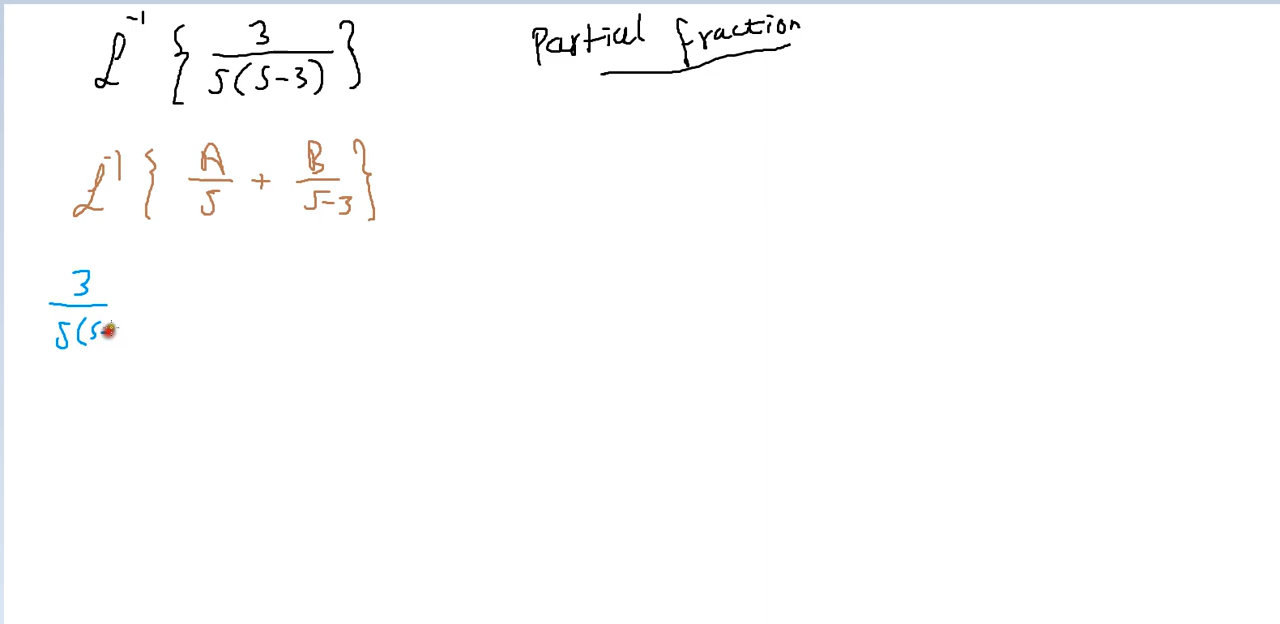 ℒ⁻¹ { 3 / s(s-3) }
Partial fraction
ℒ⁻¹ { A/s + B/s-3 }
3 / s(s-